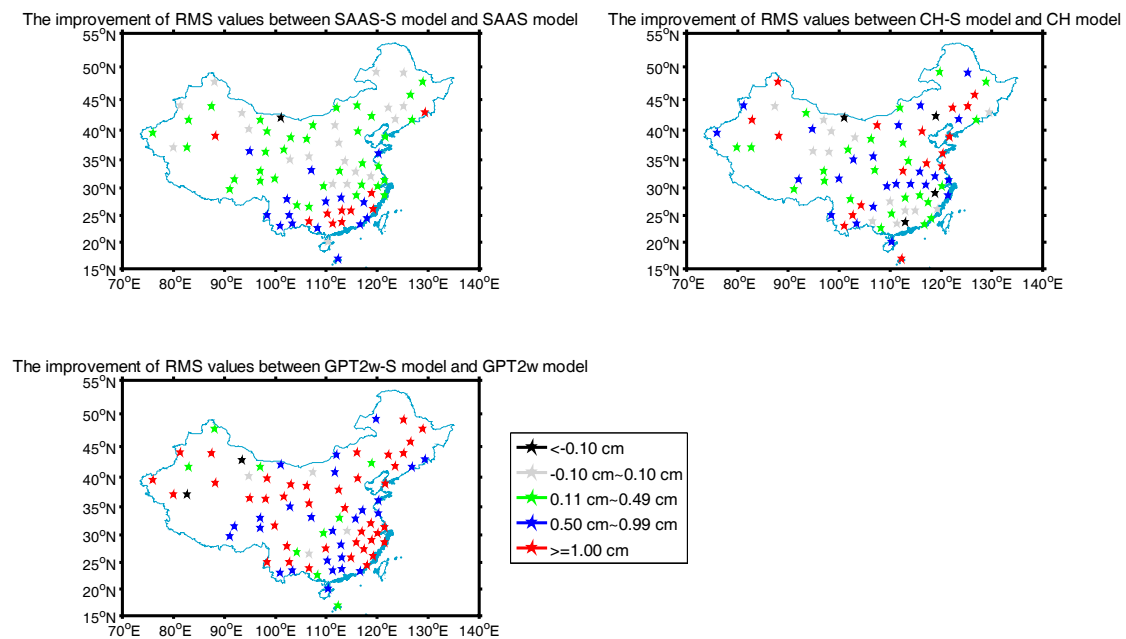 The improvement of RMS values between SAAS-S model and SAAS model
55°N
50°N
45°N
40°N
35°N
30°N
25°N
20°N
15°N
70°E 80°E 90°E 100°E 110°E 120°E 130°E 140°E
The improvement of RMS values between CH-S model and CH model
55°N
50°N
45°N
40°N
35°N
30°N
25°N
20°N
15°N
70°E 80°E 90°E 100°E 110°E 120°E 130°E 140°E
The improvement of RMS values between GPT2w-S model and GPT2w model
55°N
50°N
45°N
40°N
35°N
30°N
25°N
20°N
15°N
70°E 80°E 90°E 100°E 110°E 120°E 130°E 140°E
<-0.10 cm
-0.10 cm~0.10 cm
0.11 cm~0.49 cm
0.50 cm~0.99 cm
>=1.00 cm